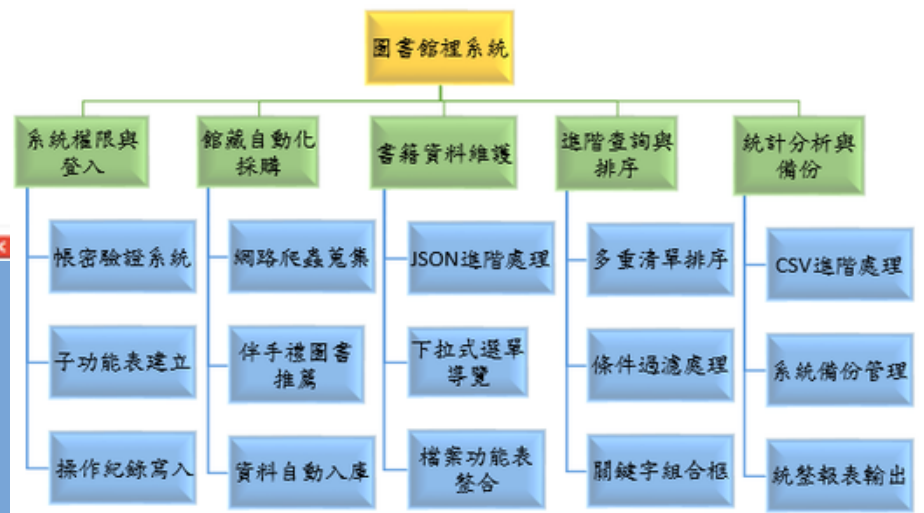 圖書館裡系統
系統權限與
登入
館藏自動化
採購
書籍資料維護
進階查詢與
排序
統計分析與
備份
帳密驗證系統
子功能表建立
操作紀錄寫入
網路爬蟲蒐集
伴手禮圖書
推薦
資料自動入庫
JSON進階處理
下拉式選單
導覽
檔案功能表
整合
多重清單排序
條件過濾處理
關鍵字組合框
CSV進階處理
系統備份管理
統整報表輸出